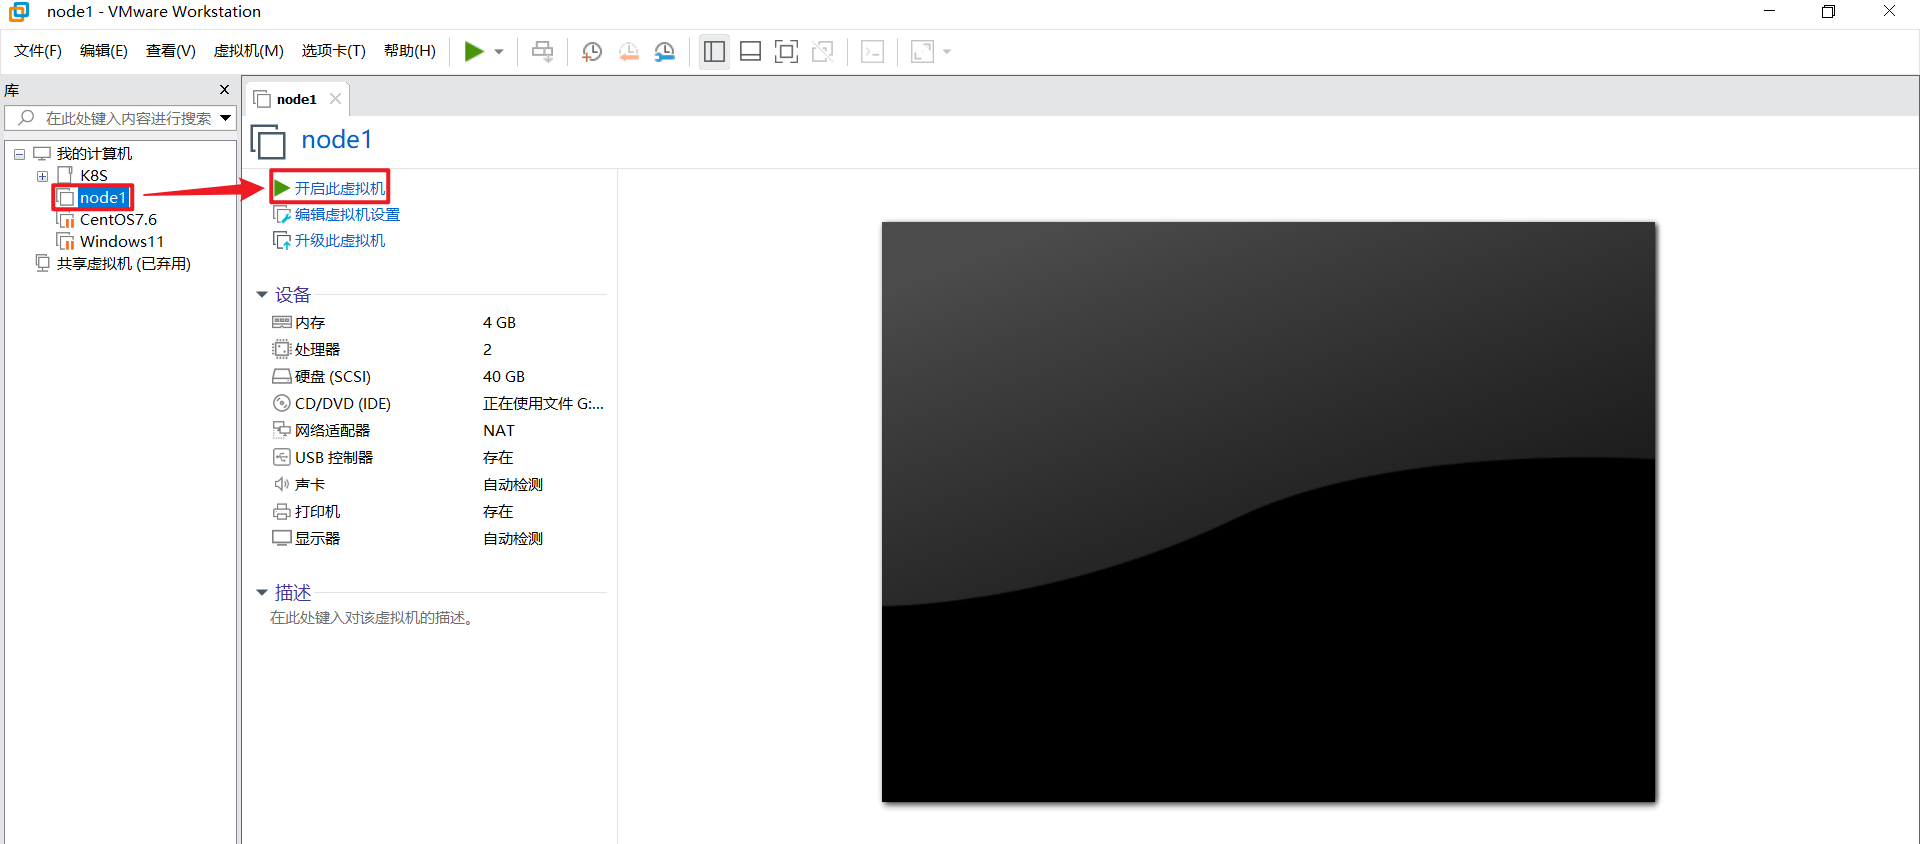 node1 - VMware Workstation
文件(F) 编辑(E) 查看(V) 虚拟机(M) 选项卡(T) 帮助(H)
库
在此处键入内容进行搜索
我的计算机
K8S
node1
CentOS7.6
Windows11
共享虚拟机 (已弃用)
node1
node1
开启此虚拟机
编辑虚拟机设置
升级此虚拟机
设备
内存 4 GB
处理器 2
硬盘 (SCSI) 40 GB
CD/DVD (IDE) 正在使用文件 G:...
网络适配器 NAT
USB 控制器 存在
声卡 自动检测
打印机 存在
显示器 自动检测
描述
在此处键入对该虚拟机的描述。